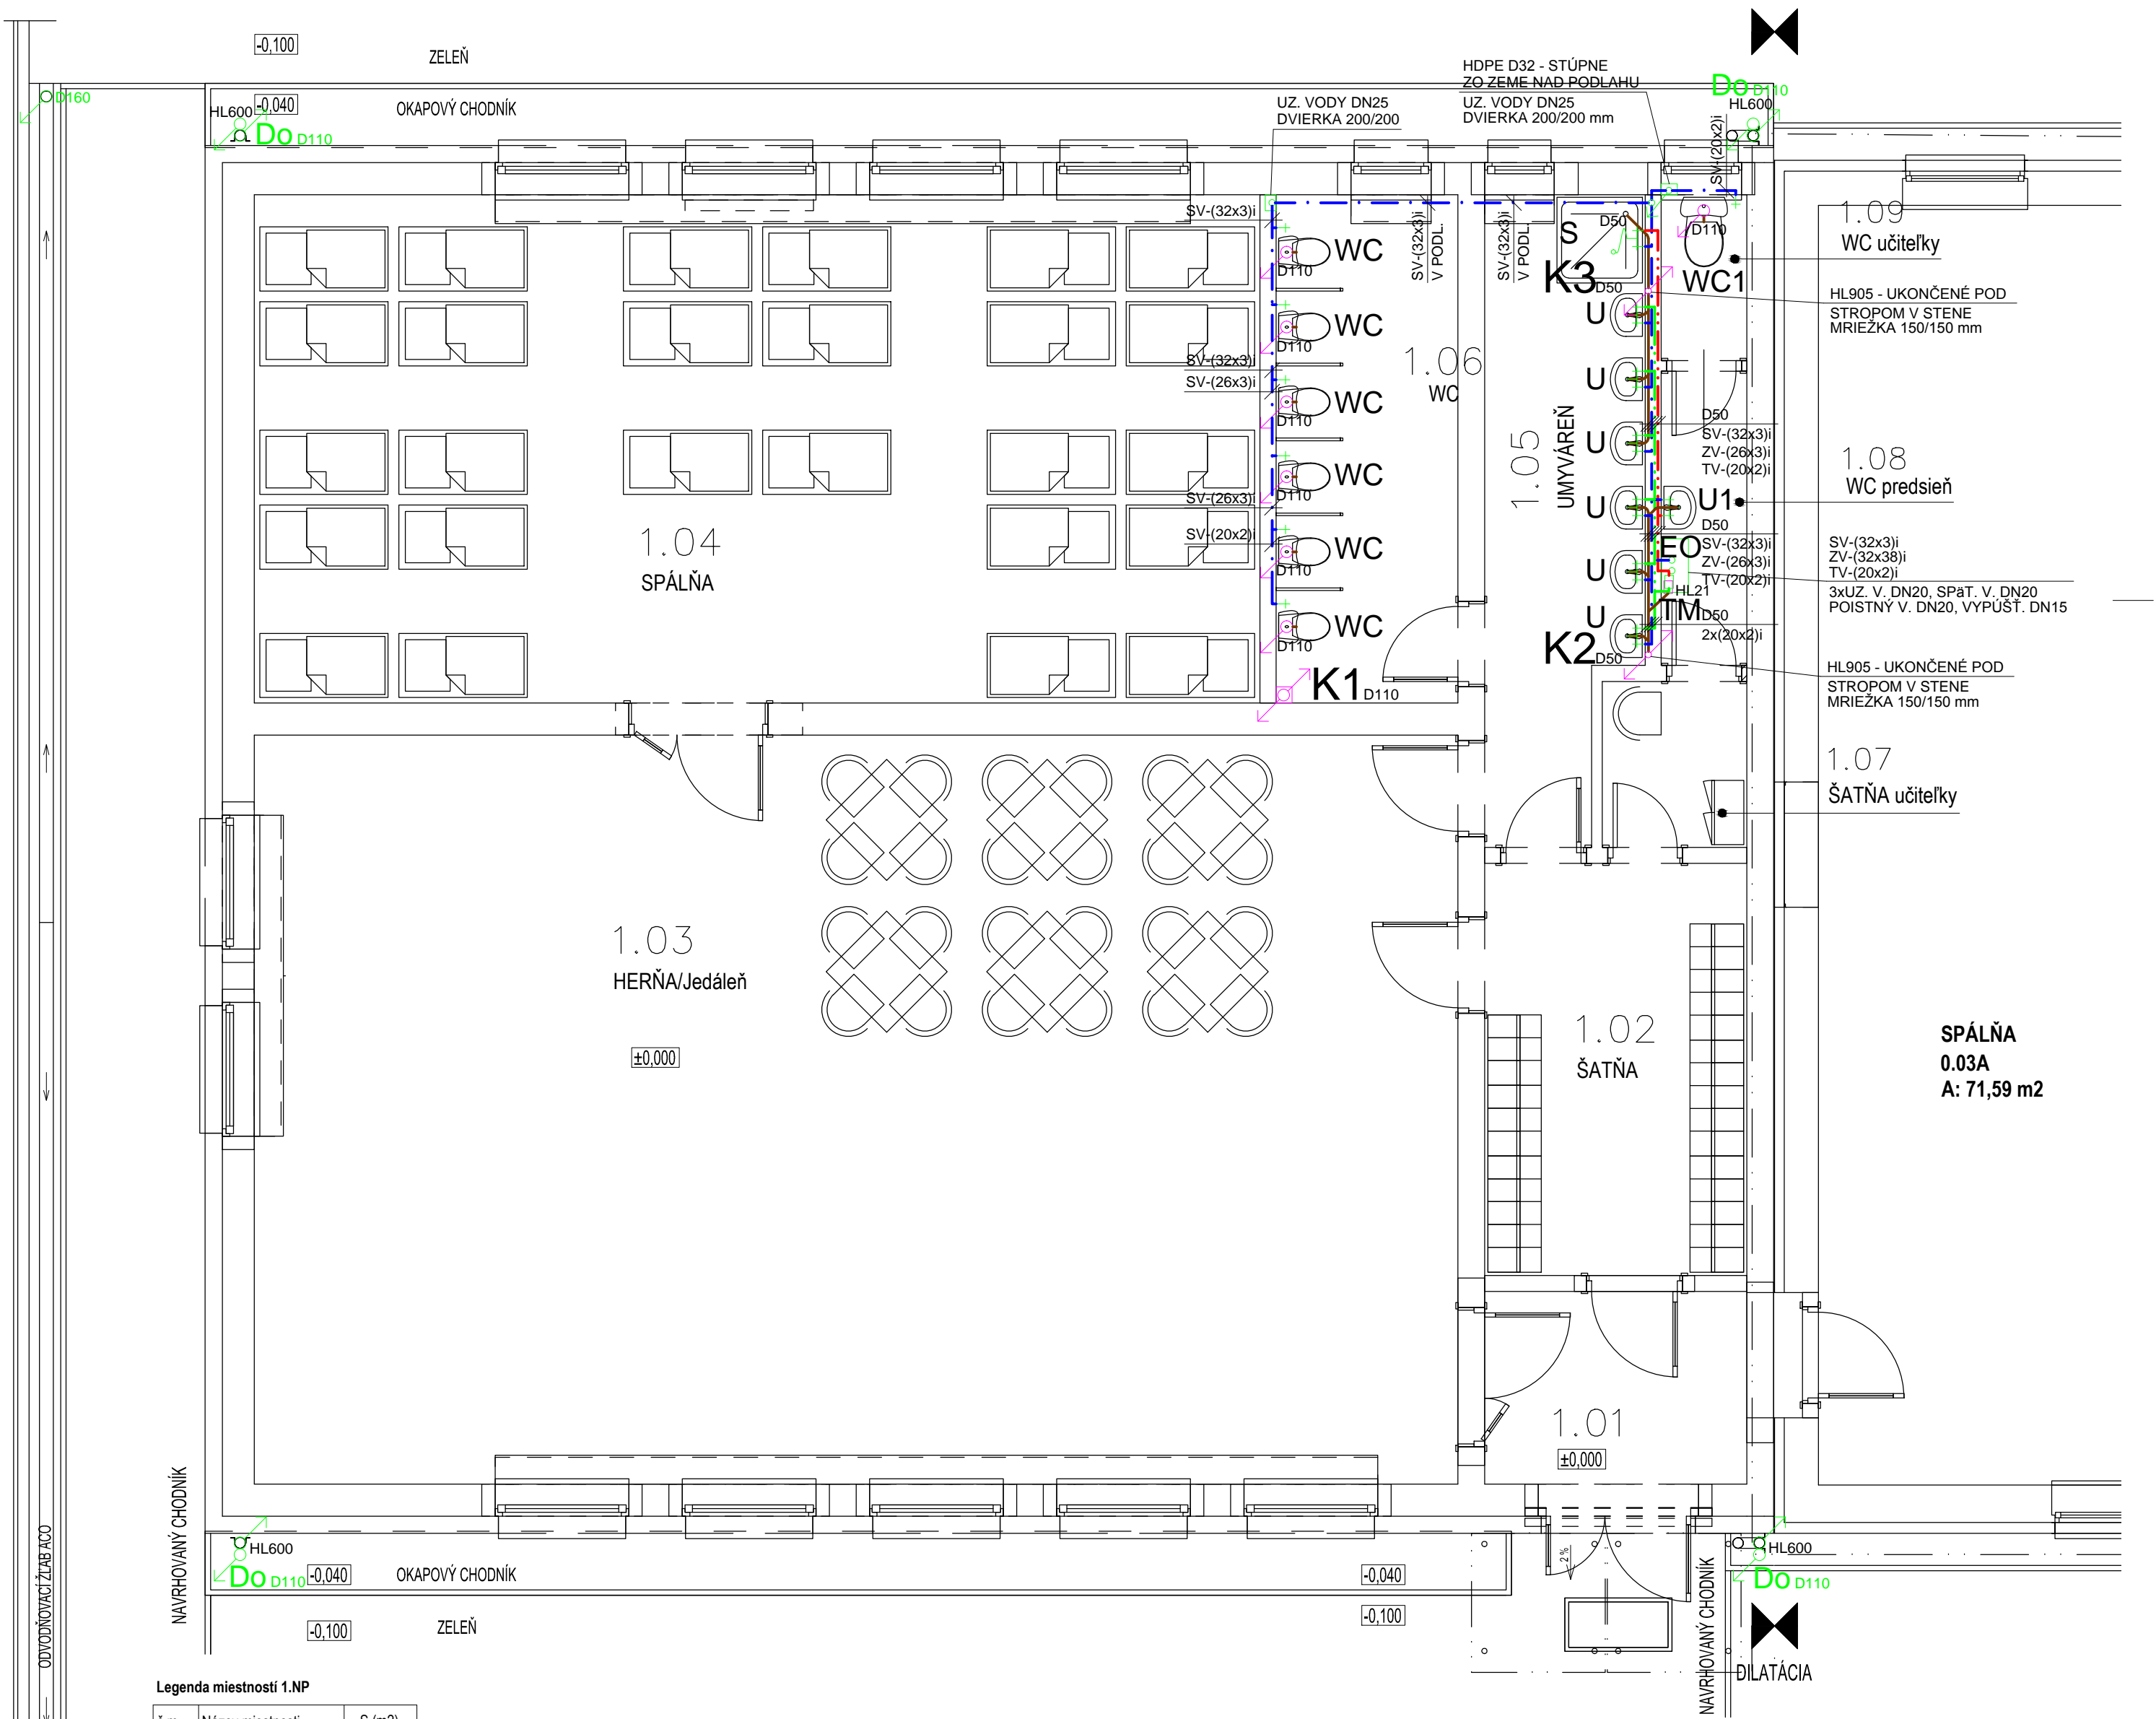 -0,100
ZELEŇ
D160
HL600
-0,040
OKAPOVÝ CHODNÍK
Do D110
HDPE D32 - STÚPNE
ZO ZEME NAD PODLAHU
UZ. VODY DN25
DVIERKA 200/200
UZ. VODY DN25
DVIERKA 200/200 mm
Do D110
HL600
SV-(20x2)i
SV-(32x3)i
SV-(32x3)i
V PODL.
SV-(32x3)i
V PODL.
WC
D110
WC
D110
WC
D110
WC
D110
WC
D110
WC
D110
SV-(32x3)i
SV-(26x3)i
SV-(26x3)i
SV-(20x2)i
K1 D110
S
D50
K3 D50
D110
WC1
U
U
U
U
U
U
K2 D50
1.06
WC
1.05
UMYVÁREŇ
1.09
WC učiteľky
HL905 - UKONČENÉ POD
STROPOM V STENE
MRIEŽKA 150/150 mm
D50
SV-(32x3)i
ZV-(26x3)i
TV-(20x2)i
1.08
WC predsieň
U1
D50
EO
SV-(32x3)i
ZV-(26x3)i
TV-(20x2)i
HL21
TM
D50
2x(20x2)i
SV-(32x3)i
ZV-(32x38)i
TV-(20x2)i
3xUZ. V. DN20, SPäT. V. DN20
POISTNÝ V. DN20, VYPÚŠŤ. DN15
HL905 - UKONČENÉ POD
STROPOM V STENE
MRIEŽKA 150/150 mm
1.07
ŠATŇA učiteľky
1.04
SPÁLŇA
1.03
HERŇA/Jedáleň
±0,000
1.02
ŠATŇA
SPÁLŇA
0.03A
A: 71,59 m2
1.01
±0,000
2 %
NAVRHOVANÝ CHODNÍK
ODVODŇOVACÍ ŽĽAB ACO
HL600
Do D110
-0,040
OKAPOVÝ CHODNÍK
-0,040
-0,100
ZELEŇ
-0,100
HL600
Do D110
NAVRHOVANÝ CHODNÍK
DILATÁCIA
Legenda miestností 1.NP